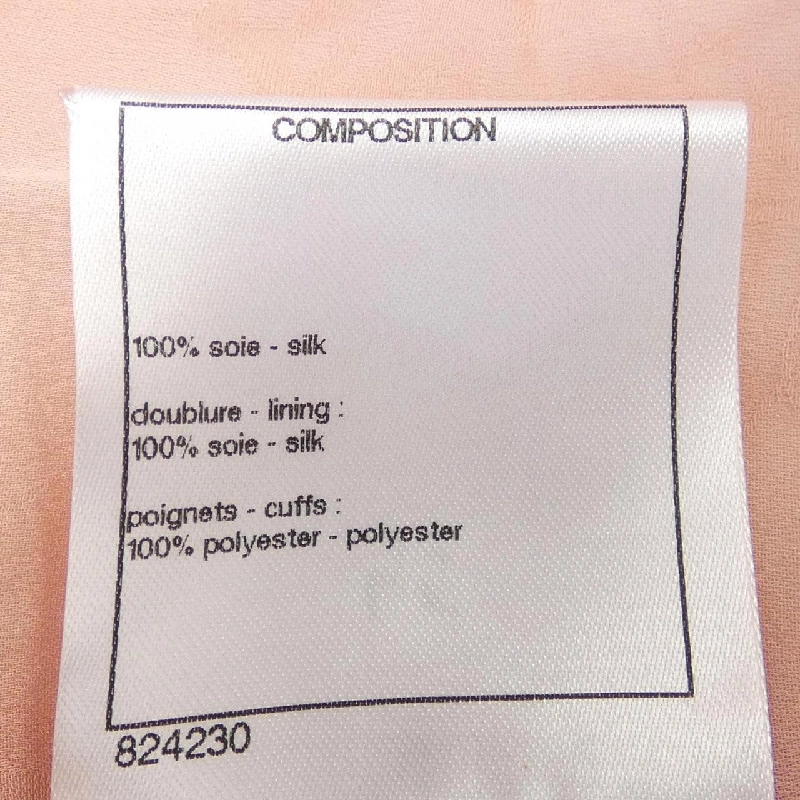 COMPOSITION
100% soie - silk
doublure - lining :
100% soie - silk
poignets - cuffs :
100% polyester - polyester
824230